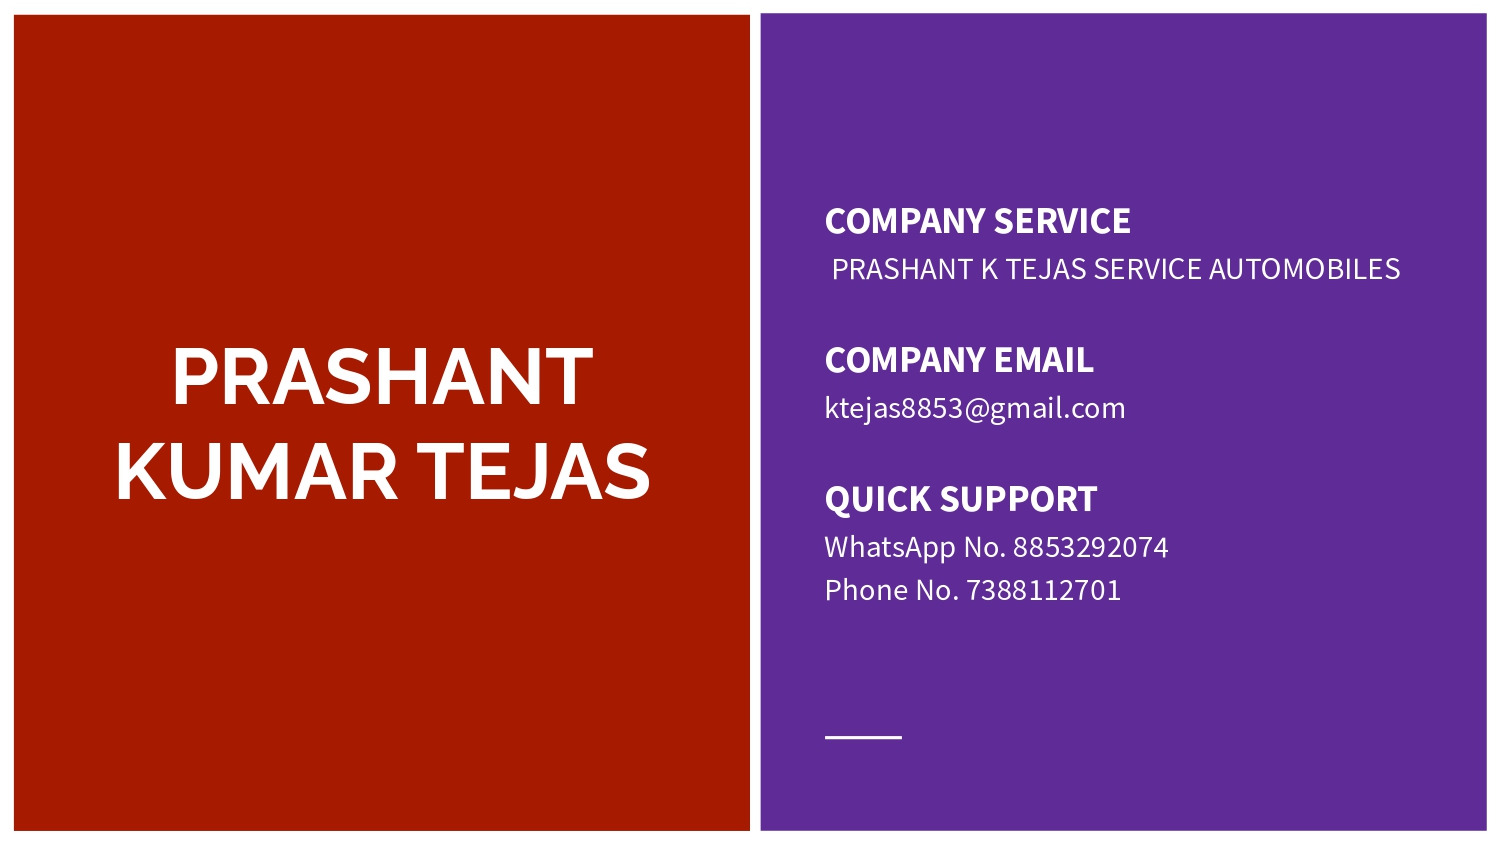 PRASHANT
KUMAR TEJAS
COMPANY SERVICE
PRASHANT K TEJAS SERVICE AUTOMOBILES
COMPANY EMAIL
ktejas8853@gmail.com
QUICK SUPPORT
WhatsApp No. 8853292074
Phone No. 7388112701